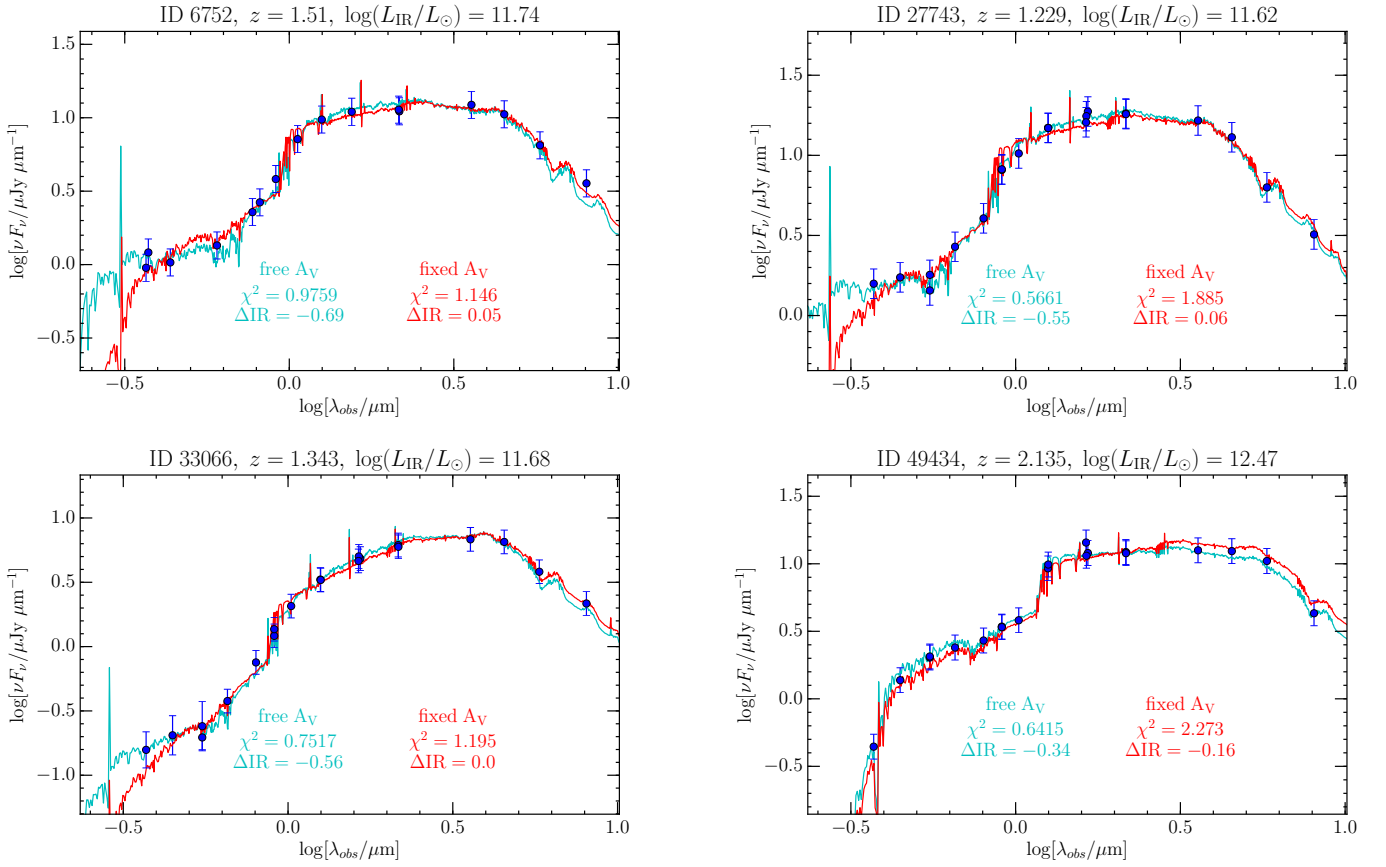 ID 6752, z = 1.51, log(L_IR/L_⊙) = 11.74
1.5
1.0
0.5
0.0
−0.5
log[νF_ν/μJy μm⁻¹]
free A_V
χ² = 0.9759
ΔIR = −0.69
fixed A_V
χ² = 1.146
ΔIR = 0.05
−0.5 0.0 0.5 1.0
log[λ_obs/μm]
ID 27743, z = 1.229, log(L_IR/L_⊙) = 11.62
1.5
1.0
0.5
0.0
log[νF_ν/μJy μm⁻¹]
free A_V
χ² = 0.5661
ΔIR = −0.55
fixed A_V
χ² = 1.885
ΔIR = 0.06
−0.5 0.0 0.5 1.0
log[λ_obs/μm]
ID 33066, z = 1.343, log(L_IR/L_⊙) = 11.68
1.0
0.5
0.0
−0.5
−1.0
log[νF_ν/μJy μm⁻¹]
free A_V
χ² = 0.7517
ΔIR = −0.56
fixed A_V
χ² = 1.195
ΔIR = 0.0
−0.5 0.0 0.5 1.0
log[λ_obs/μm]
ID 49434, z = 2.135, log(L_IR/L_⊙) = 12.47
1.5
1.0
0.5
0.0
−0.5
log[νF_ν/μJy μm⁻¹]
free A_V
χ² = 0.6415
ΔIR = −0.34
fixed A_V
χ² = 2.273
ΔIR = −0.16
−0.5 0.0 0.5 1.0
log[λ_obs/μm]